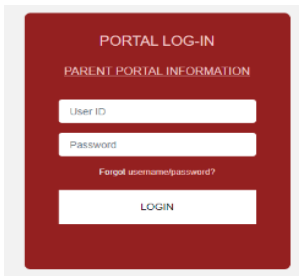 PORTAL LOG-IN
PARENT PORTAL INFORMATION
User ID
Password
Forgot username/password?
LOGIN